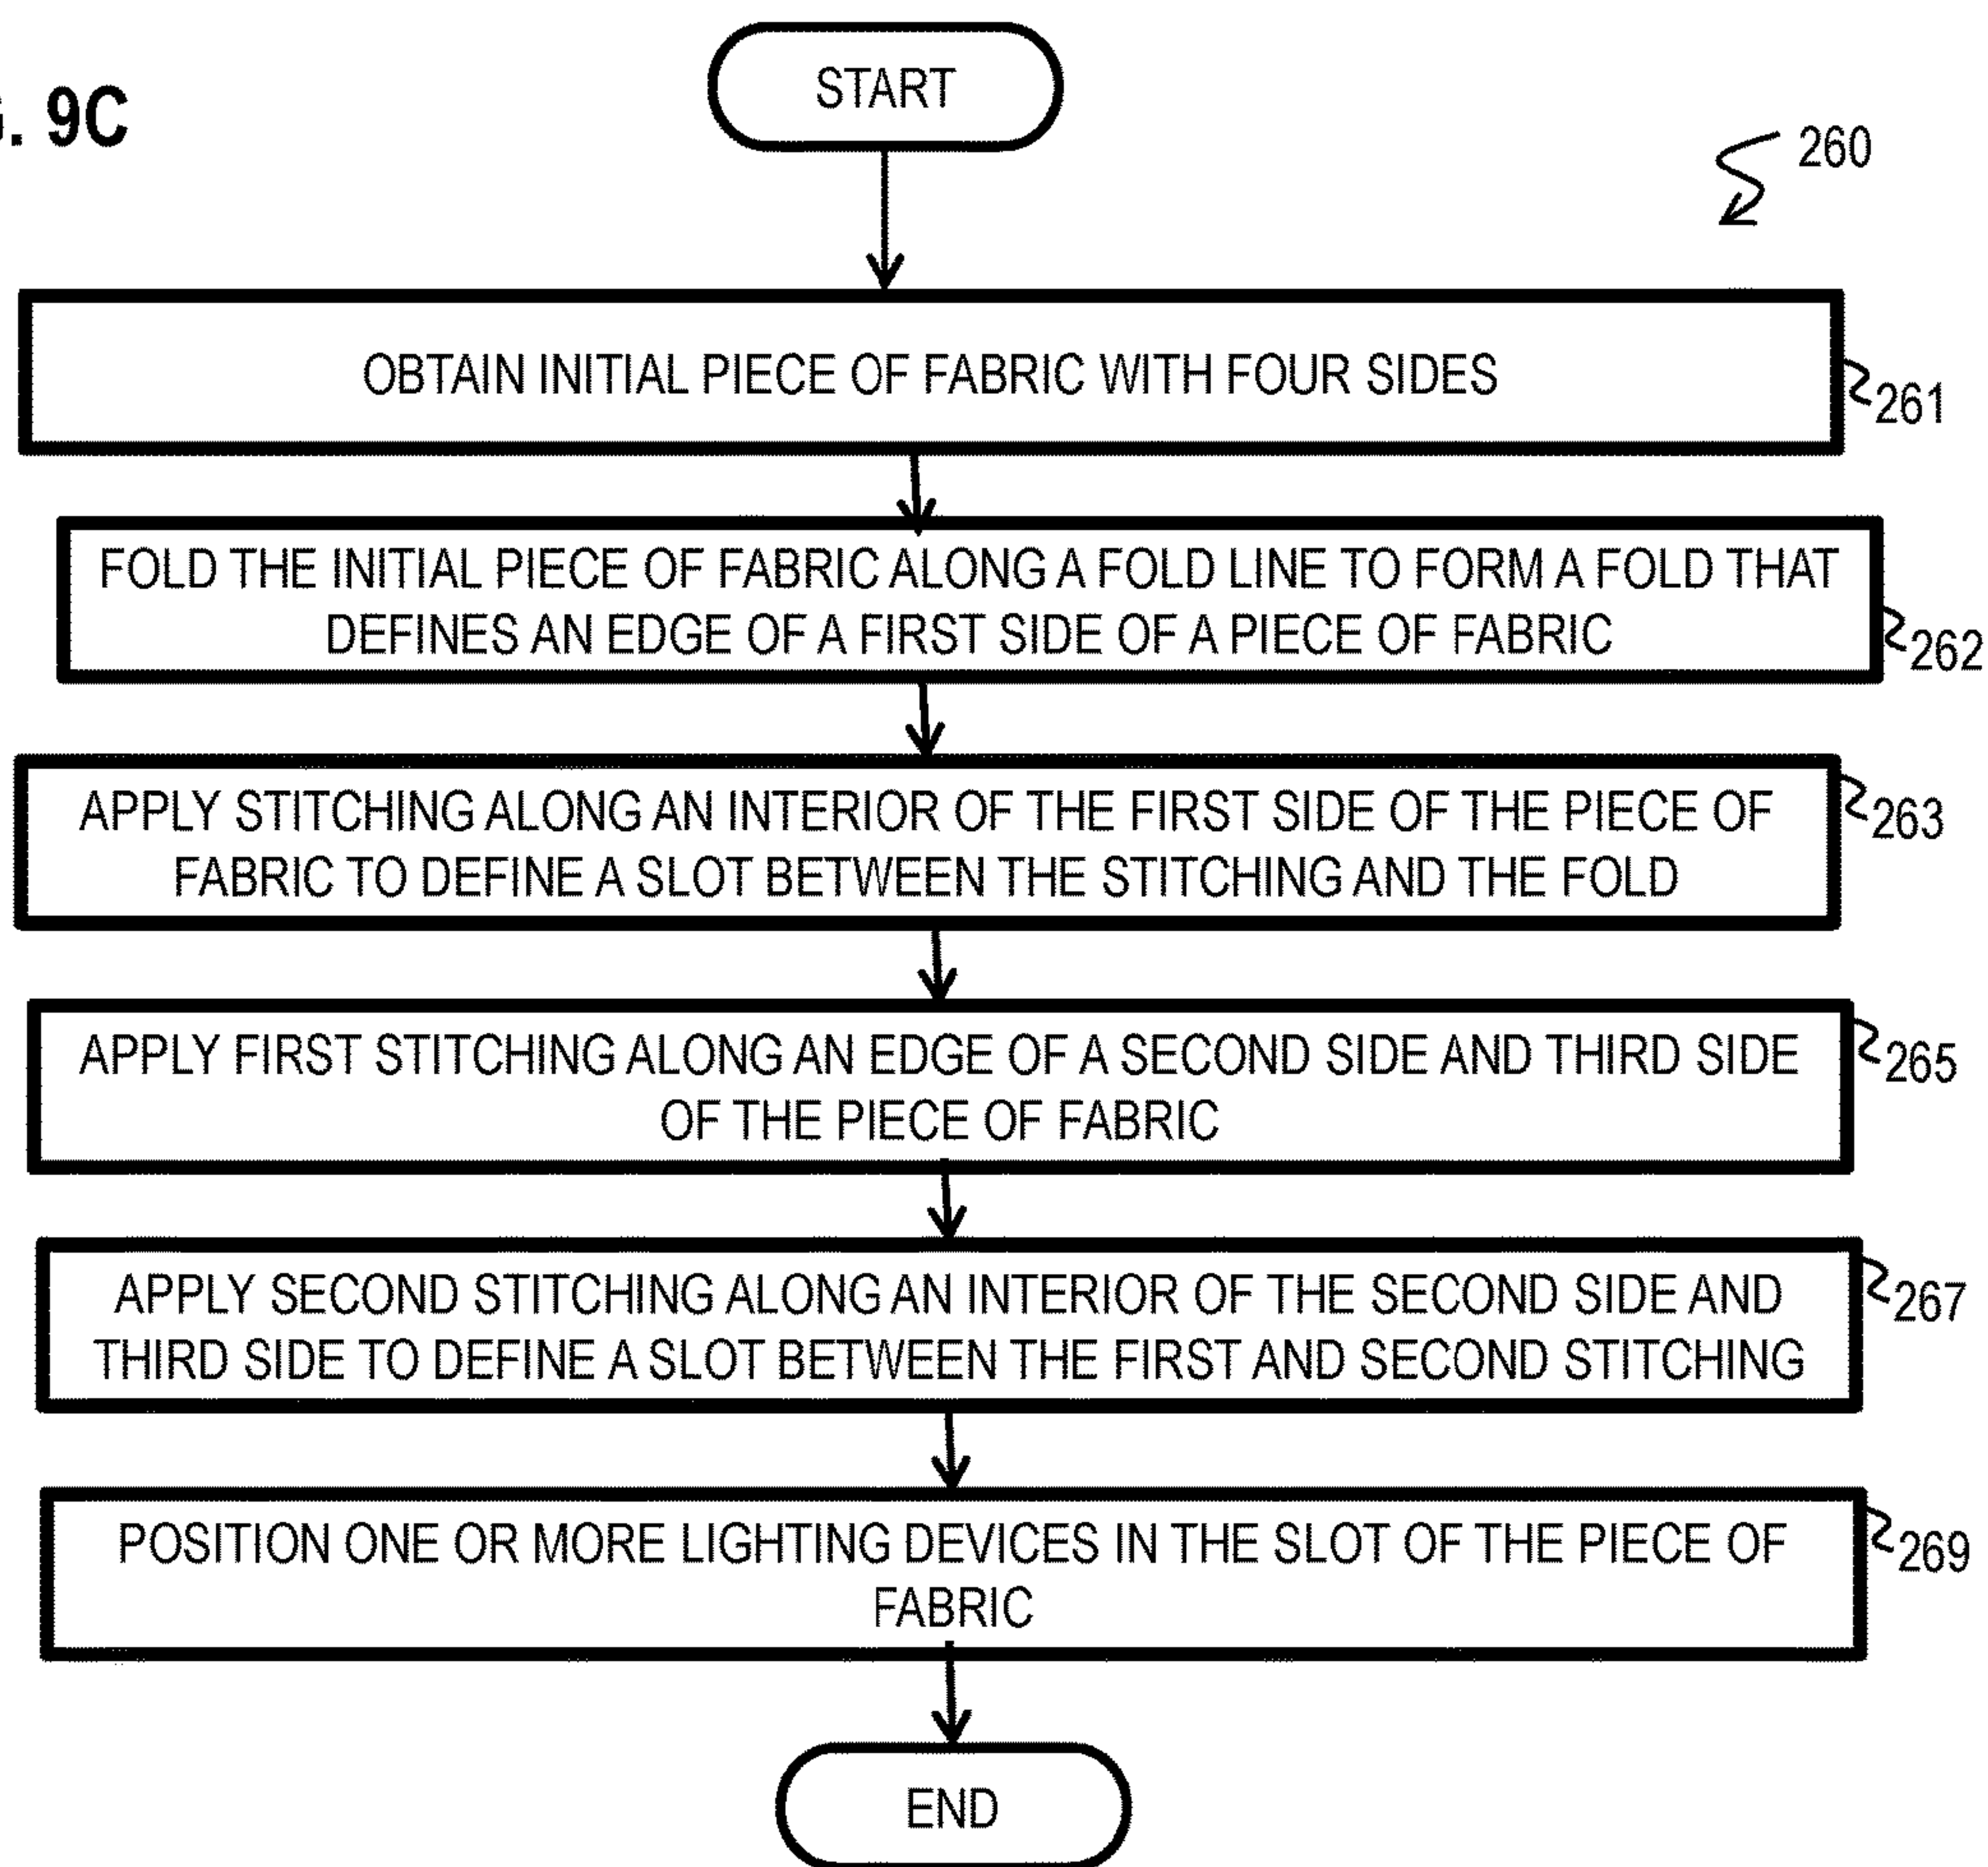 G. 9C
START
260
OBTAIN INITIAL PIECE OF FABRIC WITH FOUR SIDES
261
FOLD THE INITIAL PIECE OF FABRIC ALONG A FOLD LINE TO FORM A FOLD THAT
DEFINES AN EDGE OF A FIRST SIDE OF A PIECE OF FABRIC
262
APPLY STITCHING ALONG AN INTERIOR OF THE FIRST SIDE OF THE PIECE OF
FABRIC TO DEFINE A SLOT BETWEEN THE STITCHING AND THE FOLD
263
APPLY FIRST STITCHING ALONG AN EDGE OF A SECOND SIDE AND THIRD SIDE
OF THE PIECE OF FABRIC
265
APPLY SECOND STITCHING ALONG AN INTERIOR OF THE SECOND SIDE AND
THIRD SIDE TO DEFINE A SLOT BETWEEN THE FIRST AND SECOND STITCHING
267
POSITION ONE OR MORE LIGHTING DEVICES IN THE SLOT OF THE PIECE OF
FABRIC
269
END